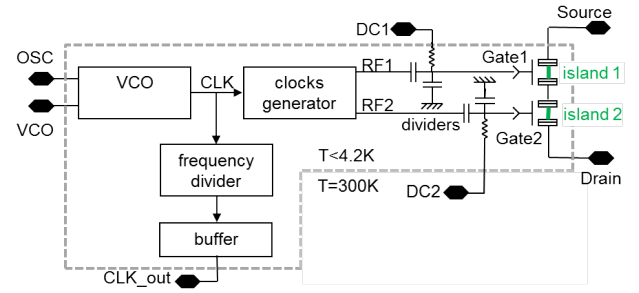 Source
DC1
OSC
Gate1
RF1
VCO
CLK
clocks
generator
island 1
RF2
island 2
VCO
dividers
Gate2
frequency
divider
T<4.2K
Drain
T=300K
DC2
buffer
CLK_out